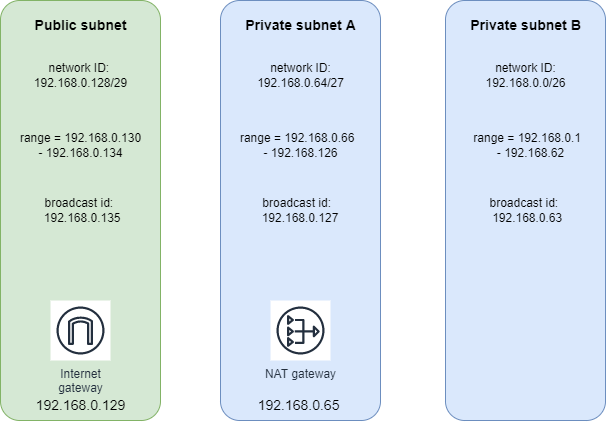 Public subnet
network ID:
192.168.0.128/29
range = 192.168.0.130
- 192.168.0.134
broadcast id:
192.168.0.135
Internet
gateway
192.168.0.129
Private subnet A
network ID:
192.168.0.64/27
range = 192.168.0.66
- 192.168.126
broadcast id:
192.168.0.127
NAT gateway
192.168.0.65
Private subnet B
network ID:
192.168.0.0/26
range = 192.168.0.1
- 192.168.62
broadcast id:
192.168.0.63